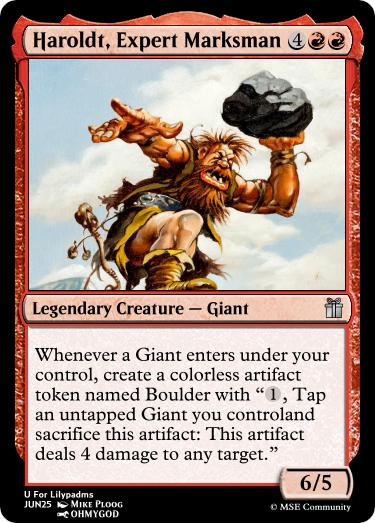 Haroldt, Expert Marksman 4
Legendary Creature — Giant
Whenever a Giant enters under your
control, create a colorless artifact
token named Boulder with “1, Tap
an untapped Giant you controland
sacrifice this artifact: This artifact
deals 4 damage to any target.”
6/5
U For Lilypadms
JUN25 Mike Ploog
OHMYGOD
© MSE Community